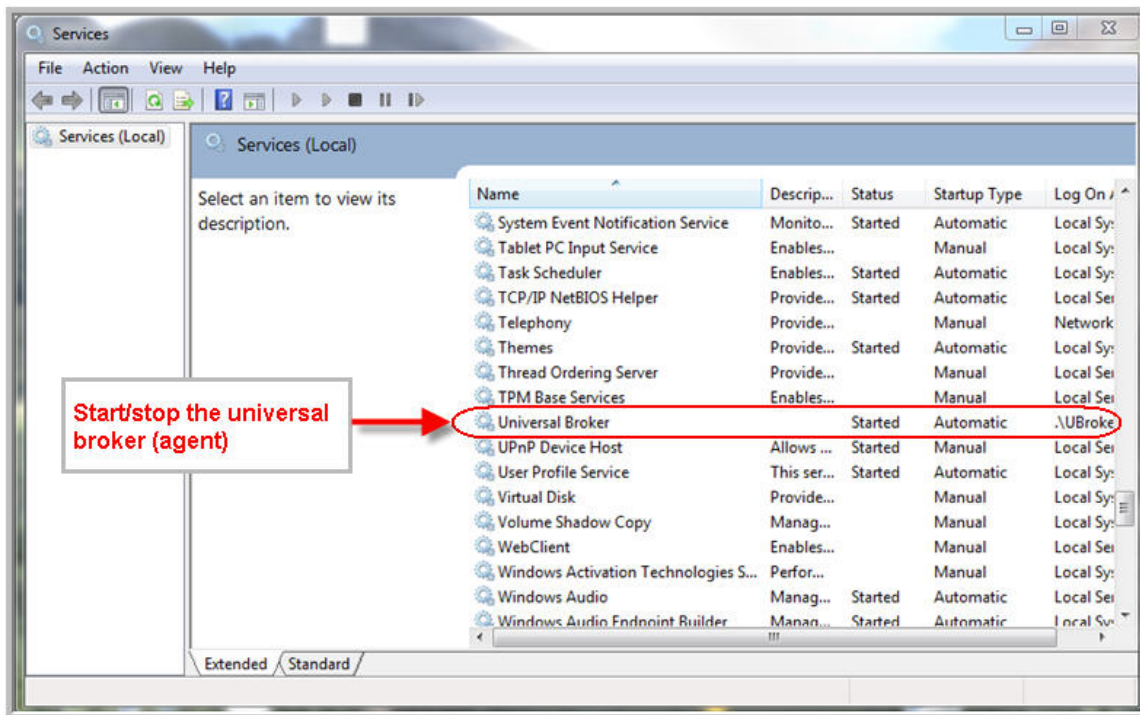 Services
File Action View Help
Services (Local)
Services (Local)
Select an item to view its
description.
Name Descrip... Status Startup Type Log On
System Event Notification Service Monito... Started Automatic Local Sy
Tablet PC Input Service Enables... Manual Local Sy
Task Scheduler Enables... Started Automatic Local Sy
TCP/IP NetBIOS Helper Provide... Started Automatic Local Se
Telephony Provide... Manual Network
Themes Provide... Started Automatic Local Sy
Thread Ordering Server Provide... Manual Local Se
TPM Base Services Enables... Manual Local Se
Start/stop the universal
broker (agent)
Universal Broker Started Automatic .\UBroke
UPnP Device Host Allows ... Started Manual Local Se
User Profile Service This ser... Started Automatic Local Sy
Virtual Disk Provide... Manual Local Sy
Volume Shadow Copy Manag... Manual Local Sy
WebClient Enables... Manual Local Se
Windows Activation Technologies S... Perfor... Manual Local Sy
Windows Audio Manag... Started Automatic Local Se
Windows Audio Endpoint Builder Manag... Started Automatic Local Sy
Extended Standard